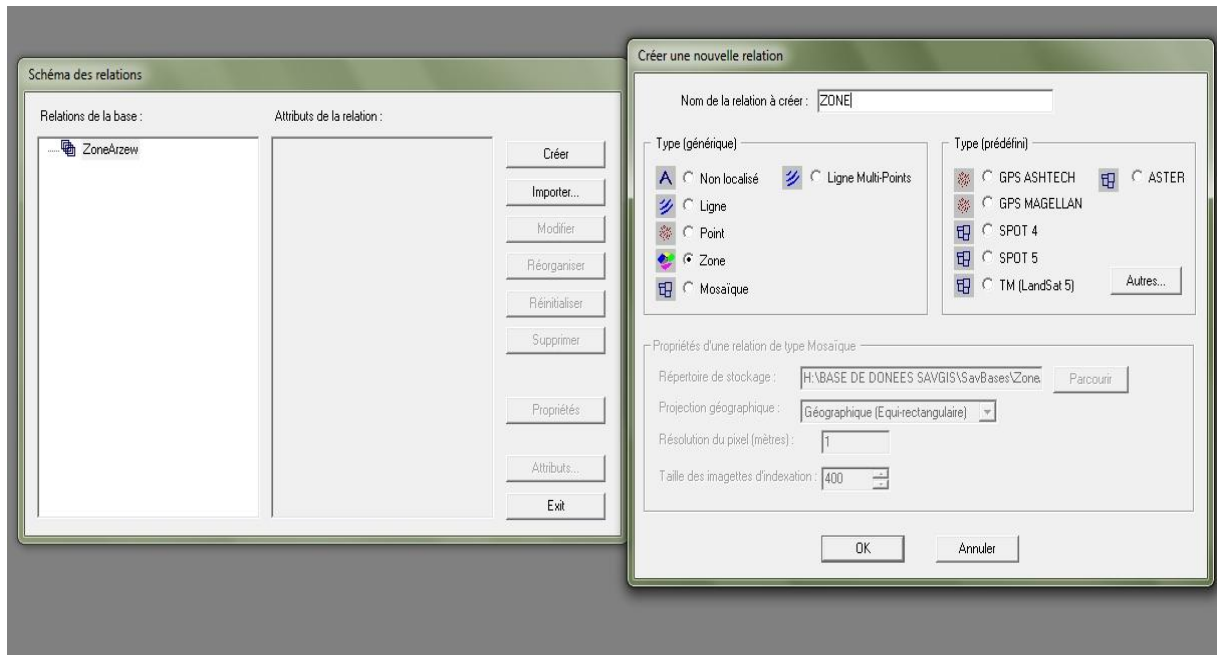 Schéma des relations
Relations de la base :
Attributs de la relation :
ZoneArzew
Créer
Importer...
Modifier
Réorganiser
Réinitialiser
Supprimer
Propriétés
Attributs...
Exit
Créer une nouvelle relation
Nom de la relation à créer : ZONE
Type (générique)
A Non localisé
Ligne Multi-Points
Ligne
Point
Zone
Mosaïque
Type (prédéfini)
GPS ASHTECH
ASTER
GPS MAGELLAN
SPOT 4
SPOT 5
TM (LandSat 5)
Autres...
Propriétés d'une relation de type Mosaïque
Répertoire de stockage : H:\BASE DE DONEES SAVGIS\SavBases\Zone
Parcourir
Projection géographique : Géographique (Equi-rectangulaire)
Résolution du pixel (mètres) : 1
Taille des imagettes d'indexation : 400
OK
Annuler